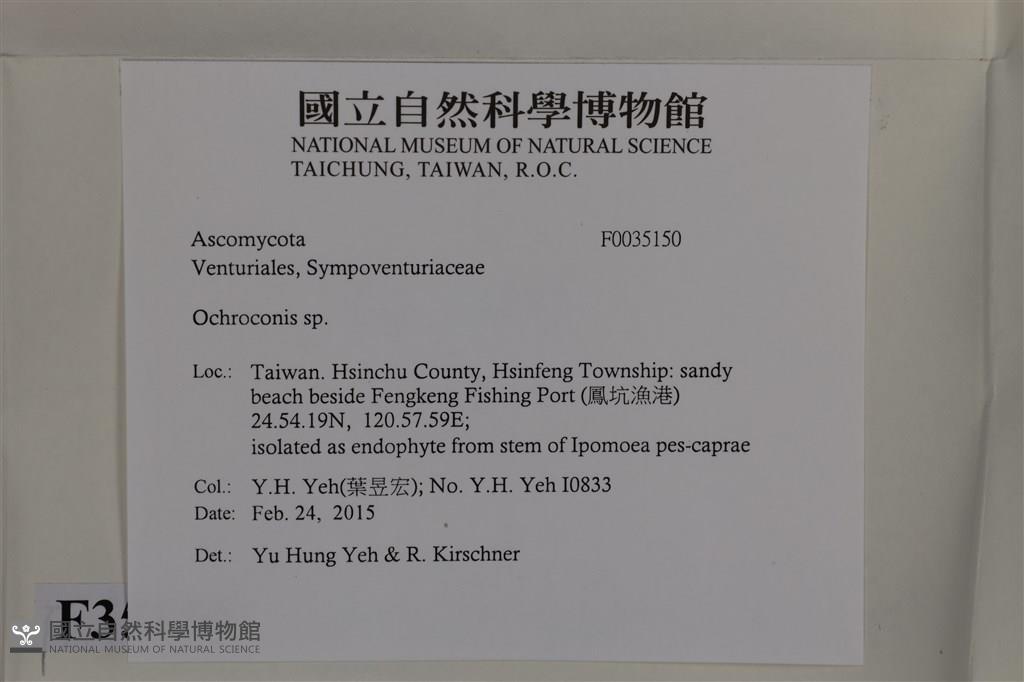 國立自然科學博物館
NATIONAL MUSEUM OF NATURAL SCIENCE
TAICHUNG, TAIWAN, R.O.C.
Ascomycota F0035150
Venturiales, Sympoventuriaceae
Ochroconis sp.
Loc.: Taiwan. Hsinchu County, Hsinfeng Township: sandy
beach beside Fengkeng Fishing Port (鳳坑漁港)
24.54.19N, 120.57.59E;
isolated as endophyte from stem of Ipomoea pes-caprae
Col.: Y.H. Yeh(葉昱宏); No. Y.H. Yeh I0833
Date: Feb. 24, 2015
Det.: Yu Hung Yeh & R. Kirschner
國立自然科學博物館
NATIONAL MUSEUM OF NATURAL SCIENCE